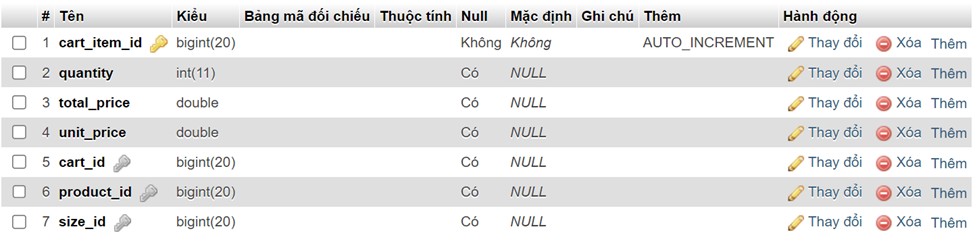 # Tên Kiểu Bảng mã đối chiếu Thuộc tính Null Mặc định Ghi chú Thêm Hành động
1 cart_item_id bigint(20) Không Không AUTO_INCREMENT Thay đổi Xóa Thêm
2 quantity int(11) Có NULL Thay đổi Xóa Thêm
3 total_price double Có NULL Thay đổi Xóa Thêm
4 unit_price double Có NULL Thay đổi Xóa Thêm
5 cart_id bigint(20) Có NULL Thay đổi Xóa Thêm
6 product_id bigint(20) Có NULL Thay đổi Xóa Thêm
7 size_id bigint(20) Có NULL Thay đổi Xóa Thêm